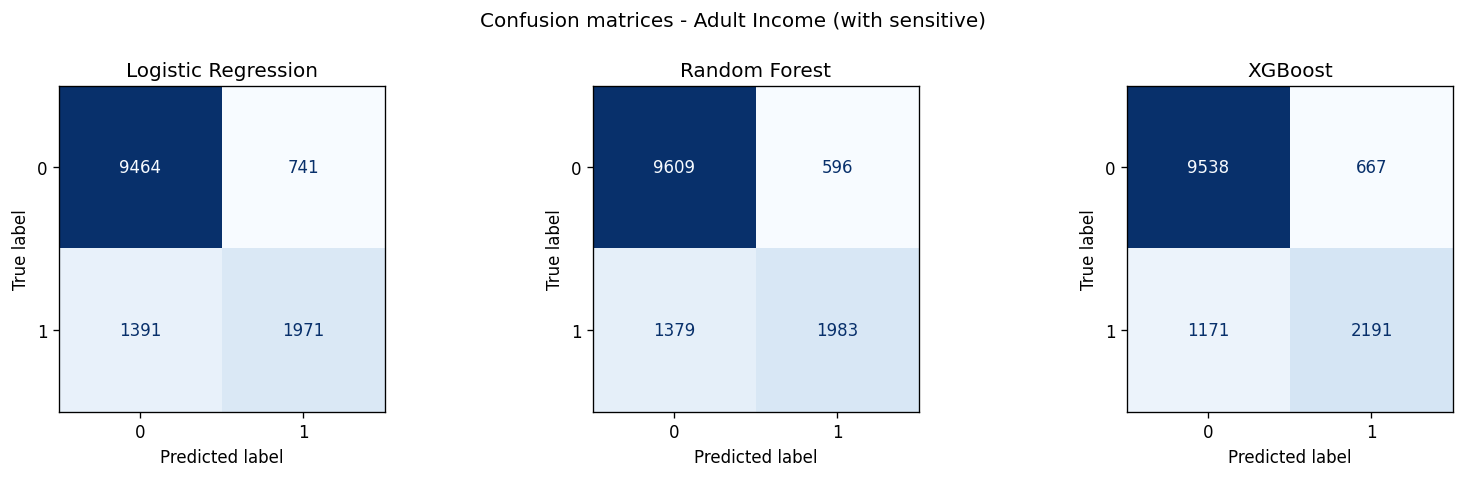 Confusion matrices - Adult Income (with sensitive)
Logistic Regression
0
9464 741
1
1391 1971
0 1
True label
Predicted label
Random Forest
0
9609 596
1
1379 1983
0 1
True label
Predicted label
XGBoost
0
9538 667
1
1171 2191
0 1
True label
Predicted label